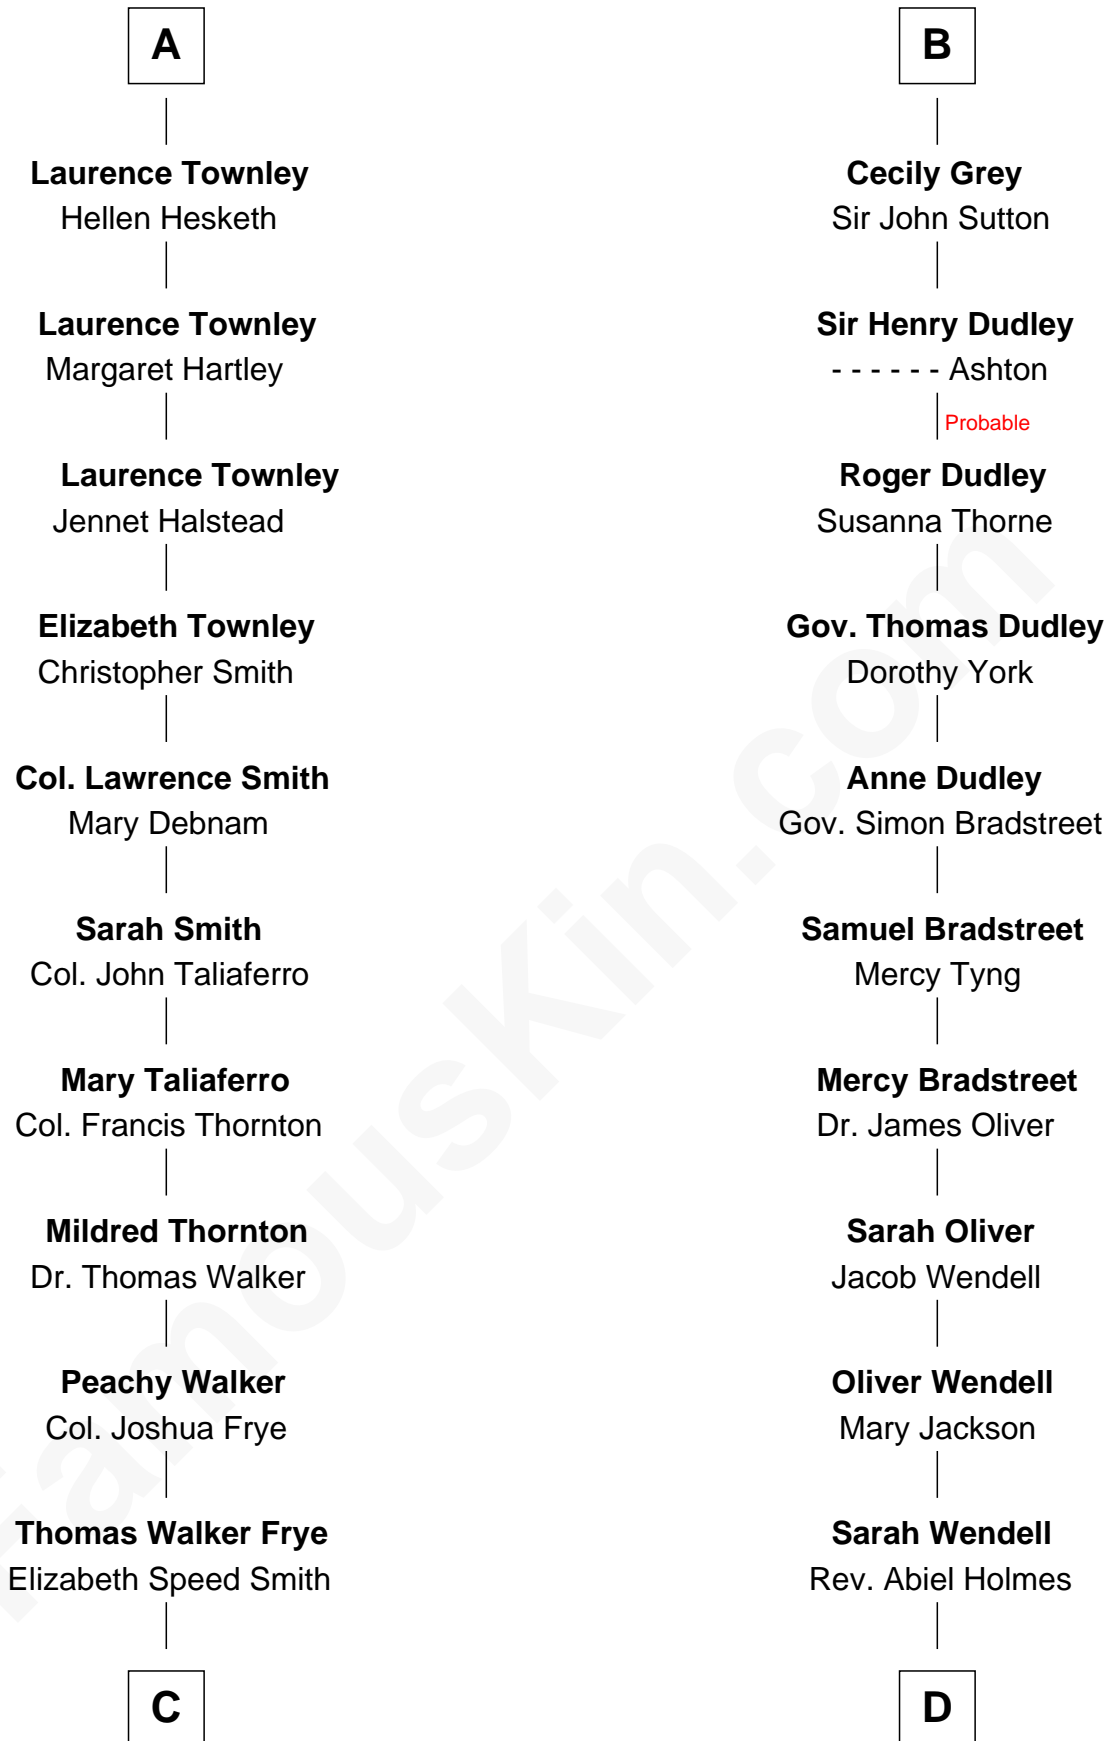 A
Laurence Townley
Hellen Hesketh
Laurence Townley
Margaret Hartley
Laurence Townley
Jennet Halstead
Elizabeth Townley
Christopher Smith
Col. Lawrence Smith
Mary Debnam
Sarah Smith
Col. John Taliaferro
Mary Taliaferro
Col. Francis Thornton
Mildred Thornton
Dr. Thomas Walker
Peachy Walker
Col. Joshua Frye
Thomas Walker Frye
Elizabeth Speed Smith
C
B
Cecily Grey
Sir John Sutton
Sir Henry Dudley
- - - - - - Ashton
Probable
Roger Dudley
Susanna Thorne
Gov. Thomas Dudley
Dorothy York
Anne Dudley
Gov. Simon Bradstreet
Samuel Bradstreet
Mercy Tyng
Mercy Bradstreet
Dr. James Oliver
Sarah Oliver
Jacob Wendell
Oliver Wendell
Mary Jackson
Sarah Wendell
Rev. Abiel Holmes
D
FamousKin.com